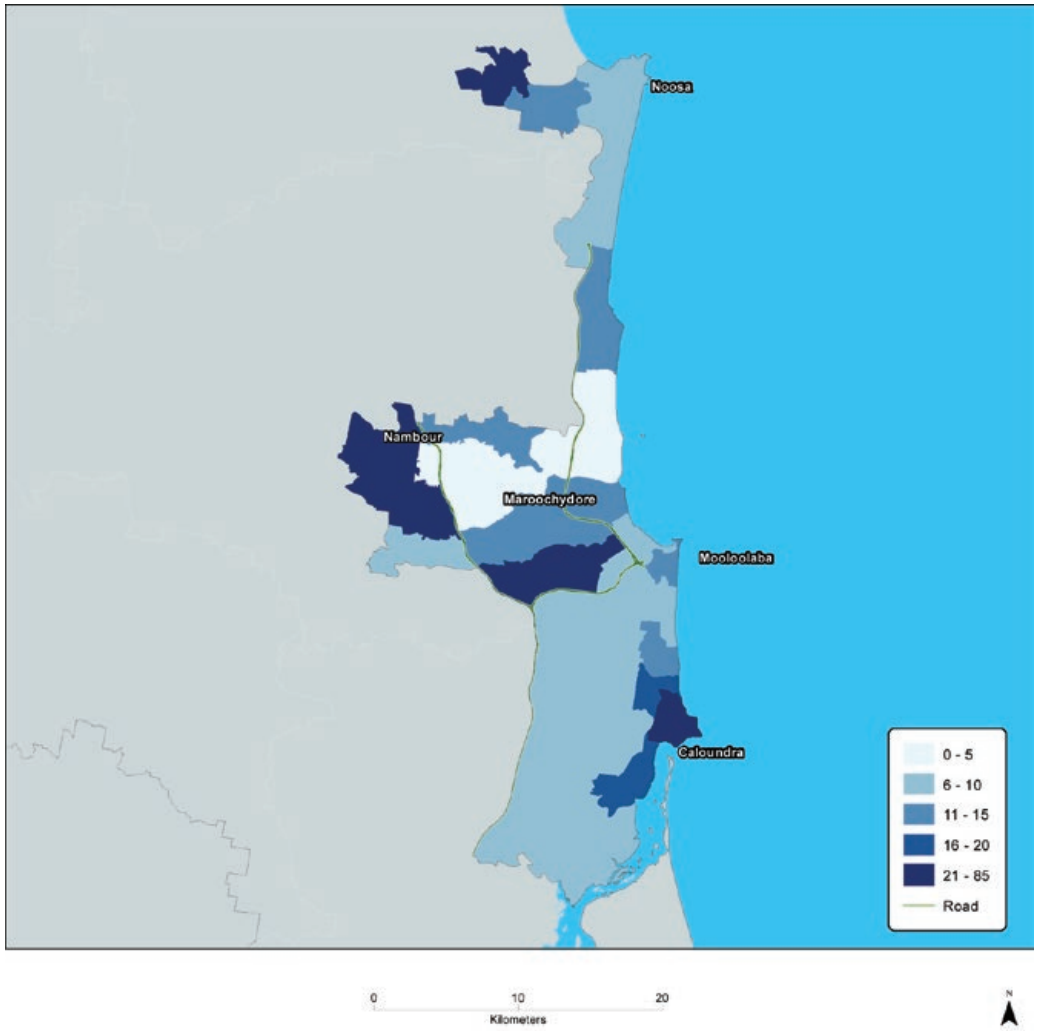 Noosa
Nambour
Maroochydore
Mooloolaba
Caloundra
0 - 5
6 - 10
11 - 15
16 - 20
21 - 85
Road
0 10 20
Kilometers
N